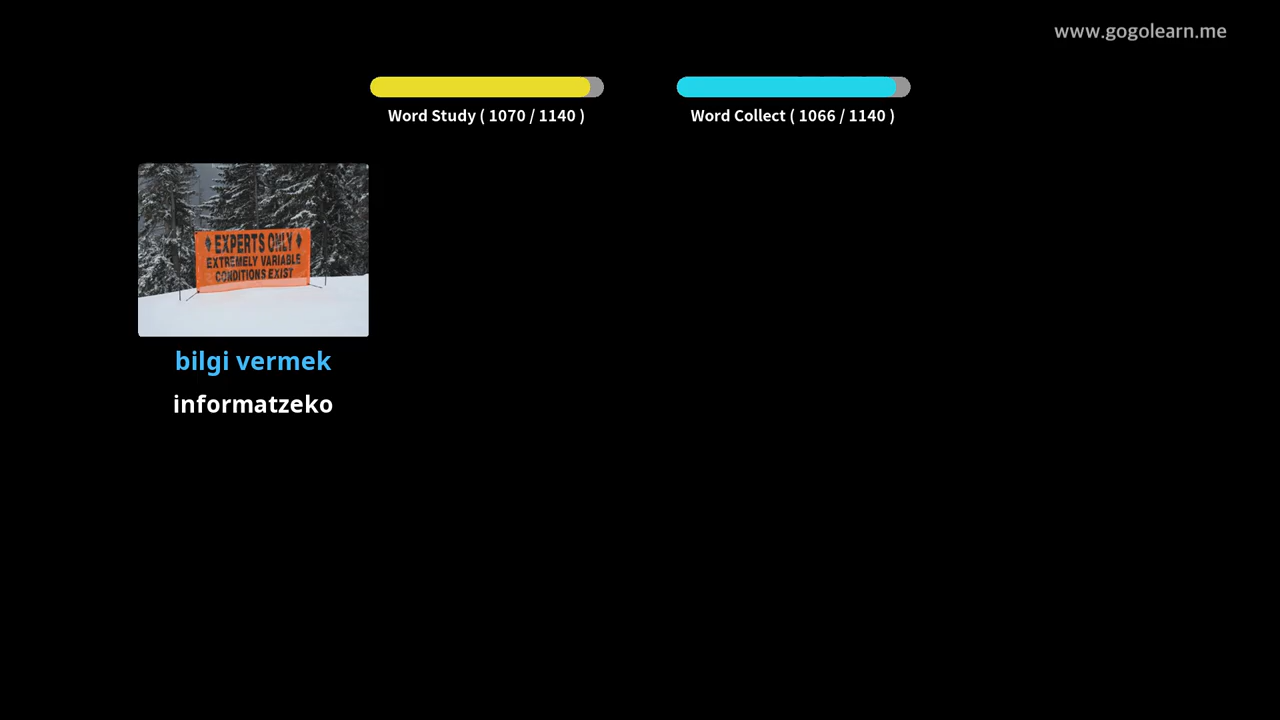 www.gogolearn.me
Word Study ( 1070 / 1140 )
Word Collect ( 1066 / 1140 )
EXPERTS ONLY
EXTREMELY VARIABLE
CONDITIONS EXIST
bilgi vermek
informatzeko